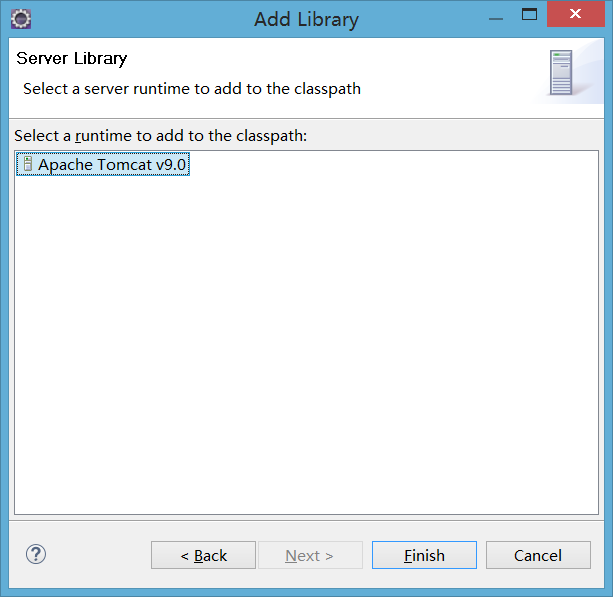 Add Library
Server Library
Select a server runtime to add to the classpath
Select a runtime to add to the classpath:
Apache Tomcat v9.0
?
< Back
Next >
Finish
Cancel